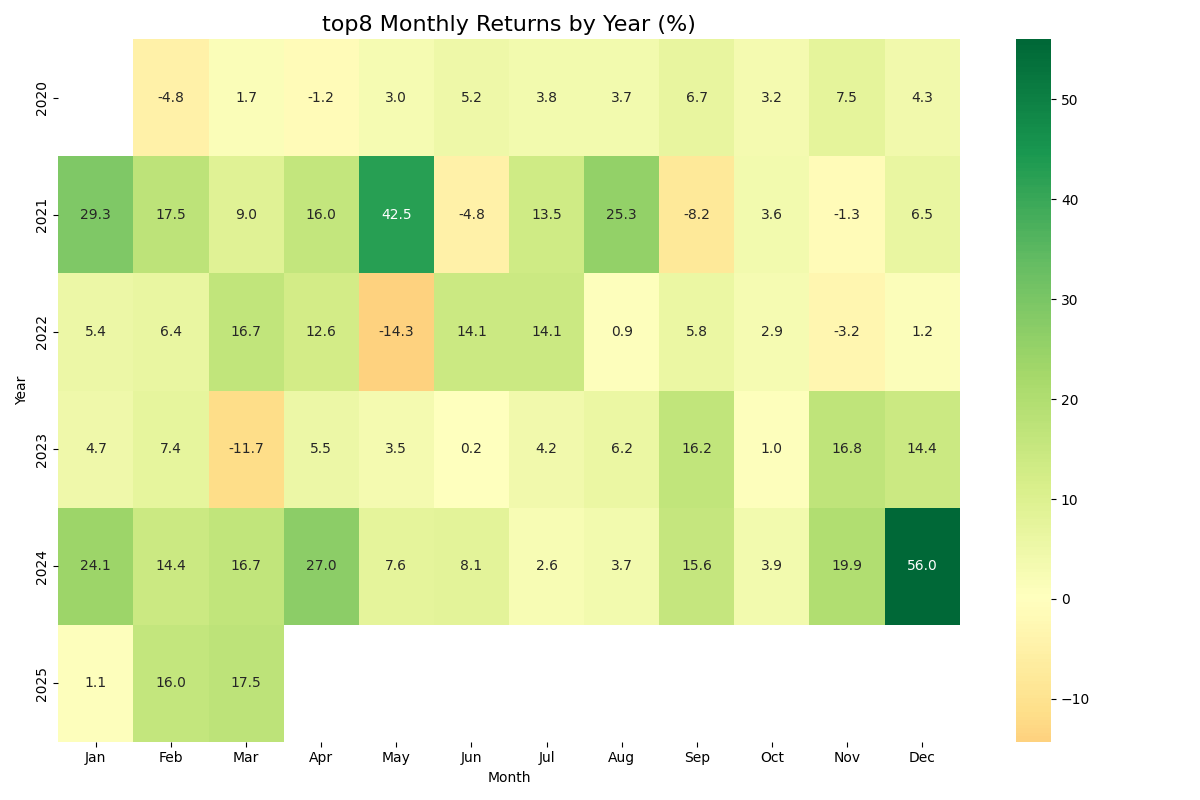 top8 Monthly Returns by Year (%)
2020 -4.8 1.7 -1.2 3.0 5.2 3.8 3.7 6.7 3.2 7.5 4.3
2021 29.3 17.5 9.0 16.0 42.5 -4.8 13.5 25.3 -8.2 3.6 -1.3 6.5
2022 5.4 6.4 16.7 12.6 -14.3 14.1 14.1 0.9 5.8 2.9 -3.2 1.2
2023 4.7 7.4 -11.7 5.5 3.5 0.2 4.2 6.2 16.2 1.0 16.8 14.4
2024 24.1 14.4 16.7 27.0 7.6 8.1 2.6 3.7 15.6 3.9 19.9 56.0
2025 1.1 16.0 17.5
Year
Jan Feb Mar Apr May Jun Jul Aug Sep Oct Nov Dec
Month
50
40
30
20
10
0
−10